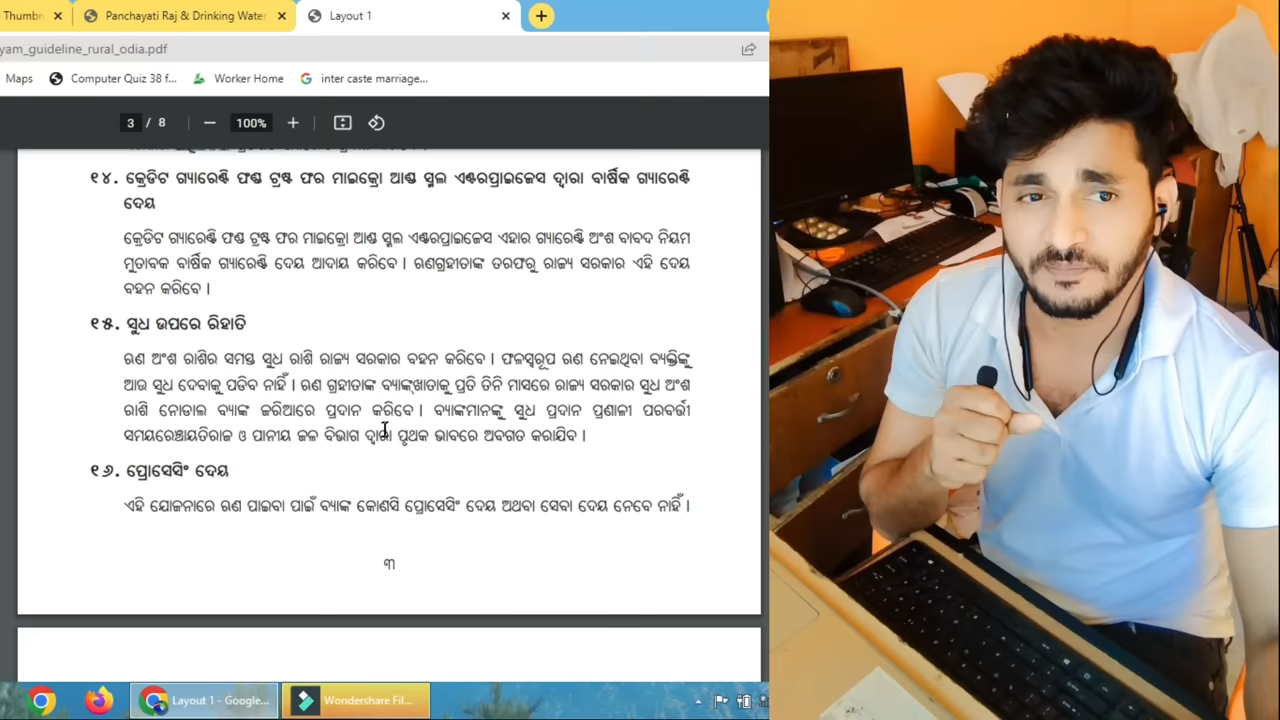 Thumbn
Panchayati Raj & Drinking Water
Layout 1
yam_guideline_rural_odia.pdf
Maps
Computer Quiz 38 f...
Worker Home
inter caste marriage...
3 / 8
100%
୧୪. କ୍ରେଡିଟ ଗ୍ୟାରେଣ୍ଟି ଫଣ୍ଡ ଟ୍ରଷ୍ଟ ଫର ମାଇକ୍ରୋ ଆଣ୍ଡ ସ୍ମଲ ଏଣ୍ଟରପ୍ରାଇଜେସ ଦ୍ୱାରା ବାର୍ଷିକ ଗ୍ୟାରେଣ୍ଟି
ଦେୟ
କ୍ରେଡିଟ ଗ୍ୟାରେଣ୍ଟି ଫଣ୍ଡ ଟ୍ରଷ୍ଟ ଫର ମାଇକ୍ରୋ ଆଣ୍ଡ ସ୍ମଲ ଏଣ୍ଟରପ୍ରାଇଜେସ ଏହାର ଗ୍ୟାରେଣ୍ଟି ଅଂଶ ବାବଦ ନିୟମ
ମୁତାବକ ବାର୍ଷିକ ଗ୍ୟାରେଣ୍ଟି ଦେୟ ଆଦାୟ କରିବେ । ଋଣଗ୍ରହୀତାଙ୍କ ତରଫରୁ ରାଜ୍ୟ ସରକାର ଏହି ଦେୟ
ବହନ କରିବେ ।
୧୫. ସୁଧ ଉପରେ ରିହାତି
ଋଣ ଅଂଶ ରାଶିର ସମସ୍ତ ସୁଧ ରାଶି ରାଜ୍ୟ ସରକାର ବହନ କରିବେ । ଫଳସ୍ୱରୂପ ଋଣ ନେଇଥିବା ବ୍ୟକ୍ତିଙ୍କୁ
ଆଉ ସୁଧ ଦେବାକୁ ପଡିବ ନାହିଁ । ଋଣ ଗ୍ରହୀତାଙ୍କ ବ୍ୟାଙ୍କ୍‌ଖାତାକୁ ପ୍ରତି ତିନି ମାସରେ ରାଜ୍ୟ ସରକାର ସୁଧ ଅଂଶ
ରାଶି ନୋଡାଲ ବ୍ୟାଙ୍କ ଜରିଆରେ ପ୍ରଦାନ କରିବେ । ବ୍ୟାଙ୍କମାନଙ୍କୁ ସୁଧ ପ୍ରଦାନ ପ୍ରଣାଳୀ ପରବର୍ତ୍ତୀ
ସମୟରେଞ୍ଚାୟତିରାଜ ଓ ପାନୀୟ ଜଳ ବିଭାଗ ଦ୍ୱାରା ପୃଥକ ଭାବରେ ଅବଗତ କରାଯିବ ।
୧୬. ପ୍ରୋସେସିଂ ଦେୟ
ଏହି ଯୋଜନାରେ ଋଣ ପାଇବା ପାଇଁ ବ୍ୟାଙ୍କ କୋଣସି ପ୍ରୋସେସିଂ ଦେୟ ଅଥବା ସେବା ଦେୟ ନେବେ ନାହିଁ ।
୩
Layout 1 - Google...
Wondershare Fil...